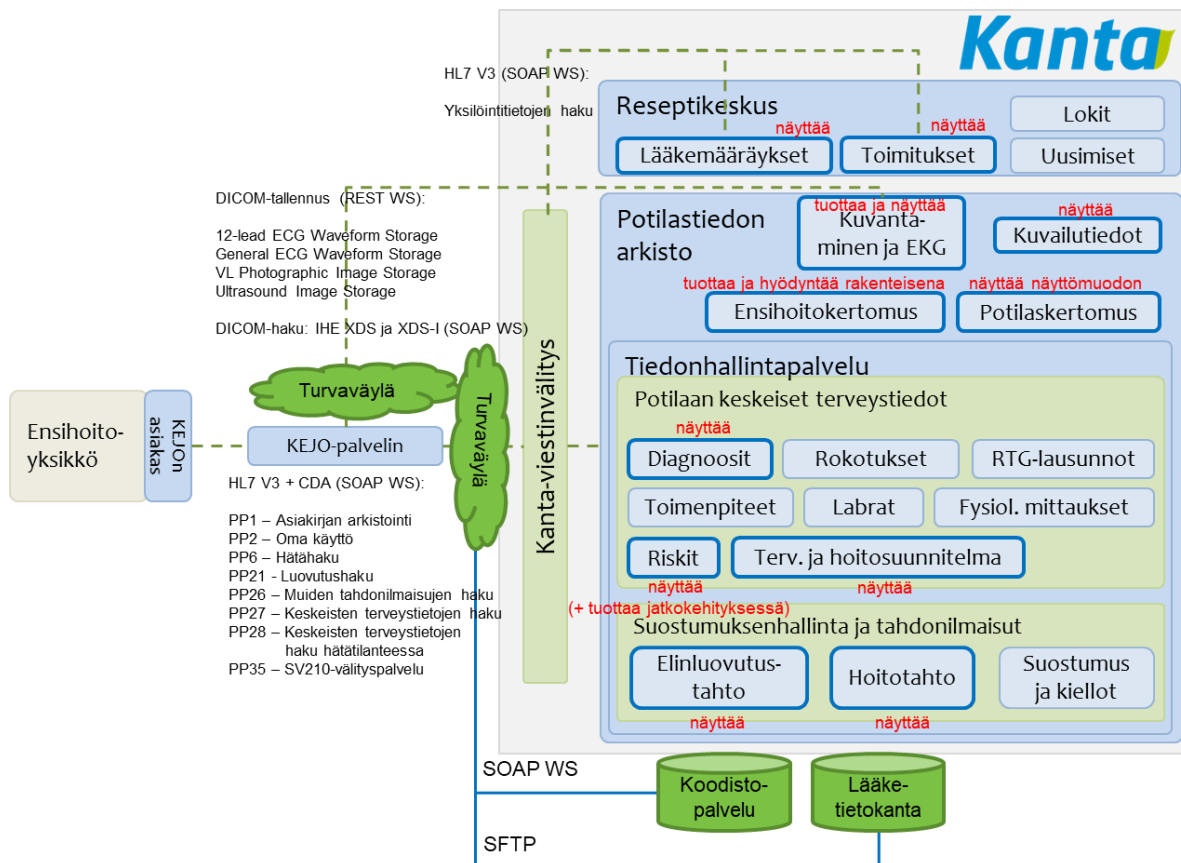 Kanta
HL7 V3 (SOAP WS):
Yksilöintitietojen haku
Reseptikeskus
Lokit
näyttää
näyttää
Lääkemääräykset
Toimitukset
Uusimiset
DICOM-tallennus (REST WS):
12-lead ECG Waveform Storage
General ECG Waveform Storage
VL Photographic Image Storage
Ultrasound Image Storage
DICOM-haku: IHE XDS ja XDS-I (SOAP WS)
Potilastiedon
arkisto
tuottaa ja näyttää
Kuvanta-
minen ja EKG
näyttää
Kuvailutiedot
tuottaa ja hyödyntää rakenteisena
Ensihoitokertomus
näyttää näyttömuodon
Potilaskertomus
Turvaväylä
Turvaväylä
Kanta-viestinvälitys
Ensihoito-
yksikkö
KEJOn
asiakas
KEJO-palvelin
HL7 V3 + CDA (SOAP WS):
PP1 – Asiakirjan arkistointi
PP2 – Oma käyttö
PP6 – Hätähaku
PP21 - Luovutushaku
PP26 – Muiden tahdonilmaisujen haku
PP27 – Keskeisten terveystietojen haku
PP28 – Keskeisten terveystietojen
haku hätätilanteessa
PP35 – SV210-välityspalvelu
Tiedonhallintapalvelu
Potilaan keskeiset terveystiedot
näyttää
Diagnoosit
Rokotukset
RTG-lausunnot
Toimenpiteet
Labrat
Fysiol. mittaukset
Riskit
Terv. ja hoitosuunnitelma
näyttää
näyttää
(+ tuottaa jatkokehityksessä)
Suostumuksenhallinta ja tahdonilmaisut
Elinluovutus-
tahto
Hoitotahto
Suostumus
ja kiellot
näyttää
näyttää
SOAP WS
Koodisto-
palvelu
Lääke-
tietokanta
SFTP